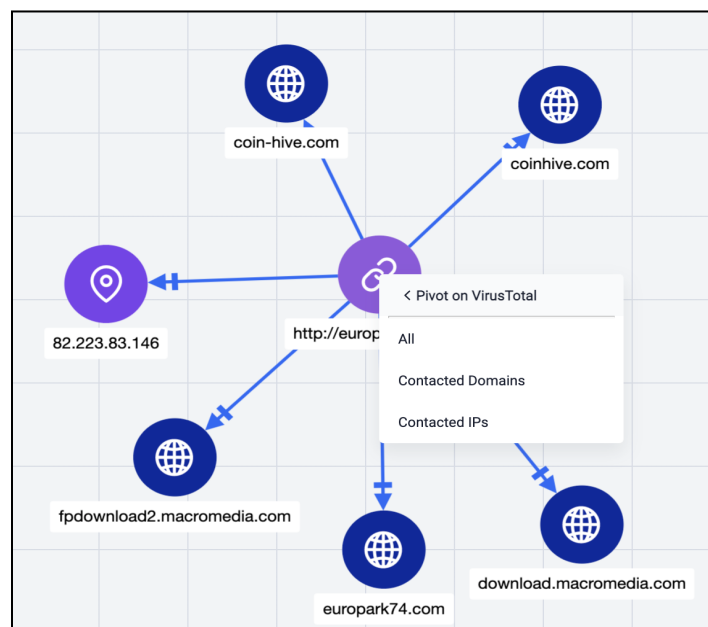 coin-hive.com
coinhive.com
< Pivot on VirusTotal
82.223.83.146
http://europ
All
Contacted Domains
Contacted IPs
fpdownload2.macromedia.com
download.macromedia.com
europark74.com